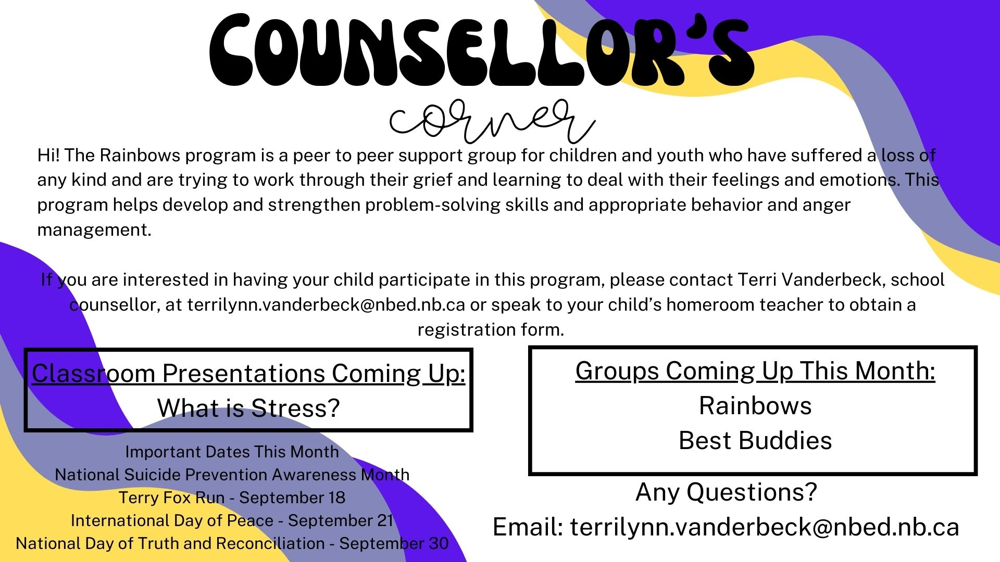 COUNSELLOR'S
corner
Hi! The Rainbows program is a peer to peer support group for children and youth who have suffered a loss of
any kind and are trying to work through their grief and learning to deal with their feelings and emotions. This
program helps develop and strengthen problem-solving skills and appropriate behavior and anger
management.
If you are interested in having your child participate in this program, please contact Terri Vanderbeck, school
counsellor, at terrilynn.vanderbeck@nbed.nb.ca or speak to your child’s homeroom teacher to obtain a
registration form.
Classroom Presentations Coming Up:
What is Stress?
Important Dates This Month
National Suicide Prevention Awareness Month
Terry Fox Run - September 18
International Day of Peace - September 21
National Day of Truth and Reconciliation - September 30
Groups Coming Up This Month:
Rainbows
Best Buddies
Any Questions?
Email: terrilynn.vanderbeck@nbed.nb.ca